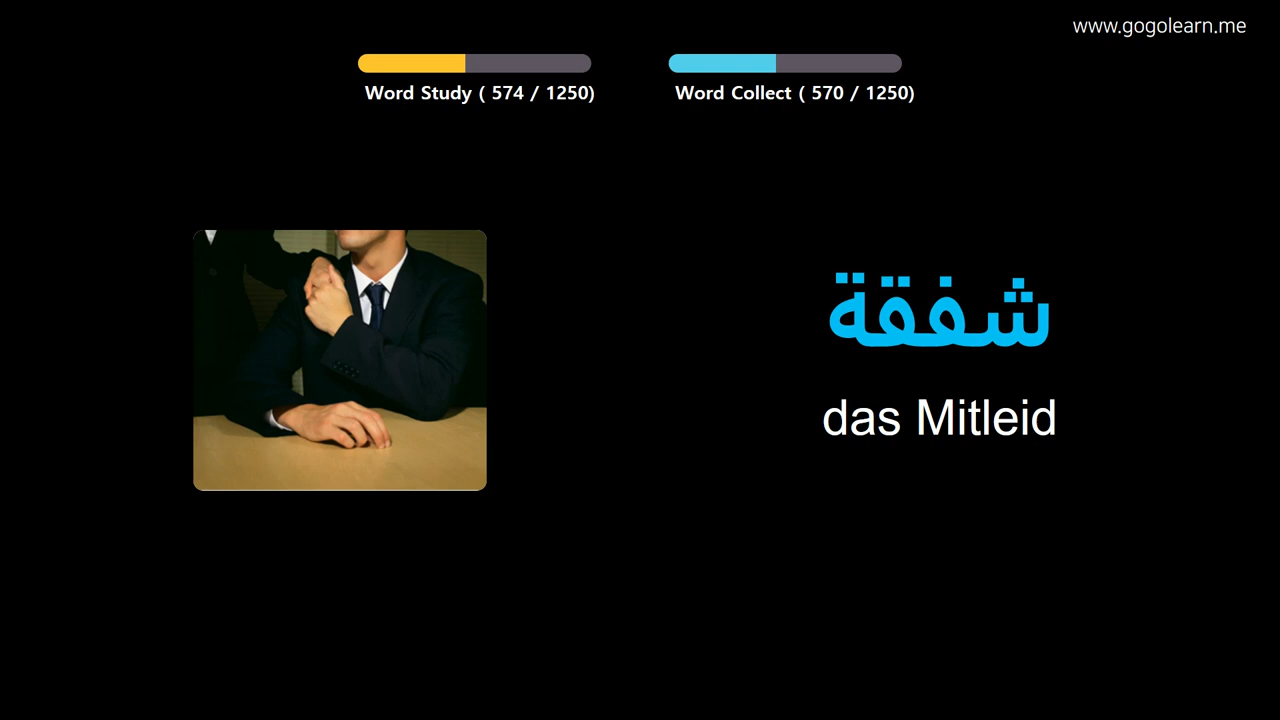 www.gogolearn.me
Word Study ( 574 / 1250)
Word Collect ( 570 / 1250)
شفقة
das Mitleid